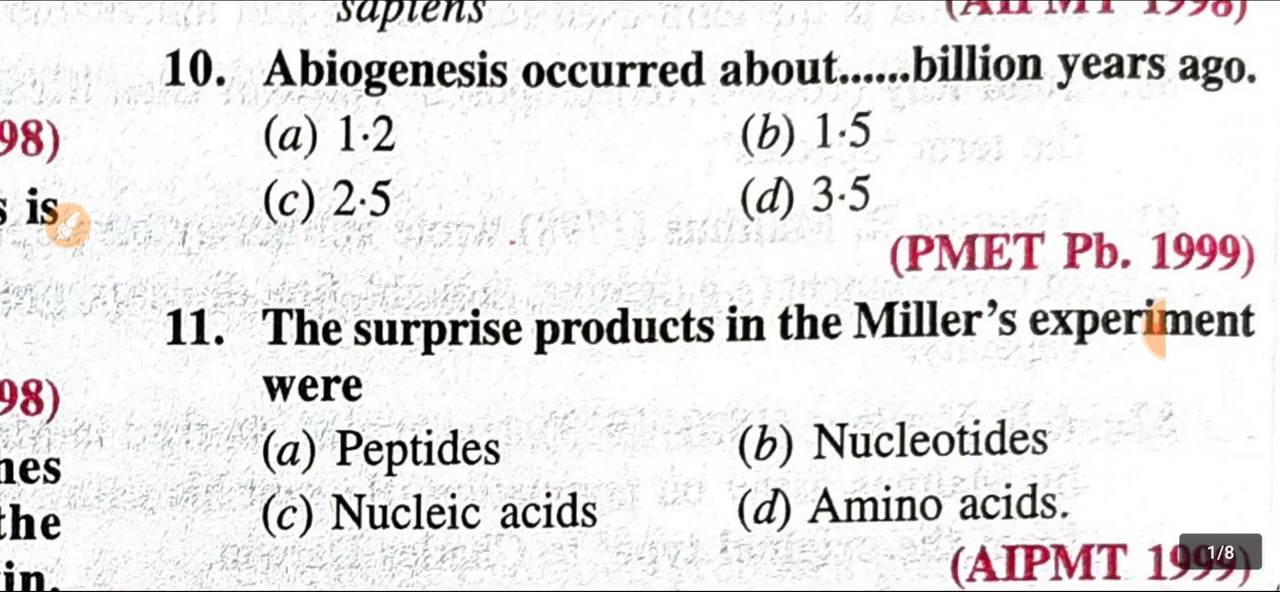 sapiens
10. Abiogenesis occurred about......billion years ago.
98)
(a) 1·2 (b) 1·5
s is
(c) 2·5 (d) 3·5
(PMET Pb. 1999)
11. The surprise products in the Miller's experiment
were
98)
(a) Peptides (b) Nucleotides
nes
(c) Nucleic acids (d) Amino acids.
the
(AIPMT 1999)
1/8
in.